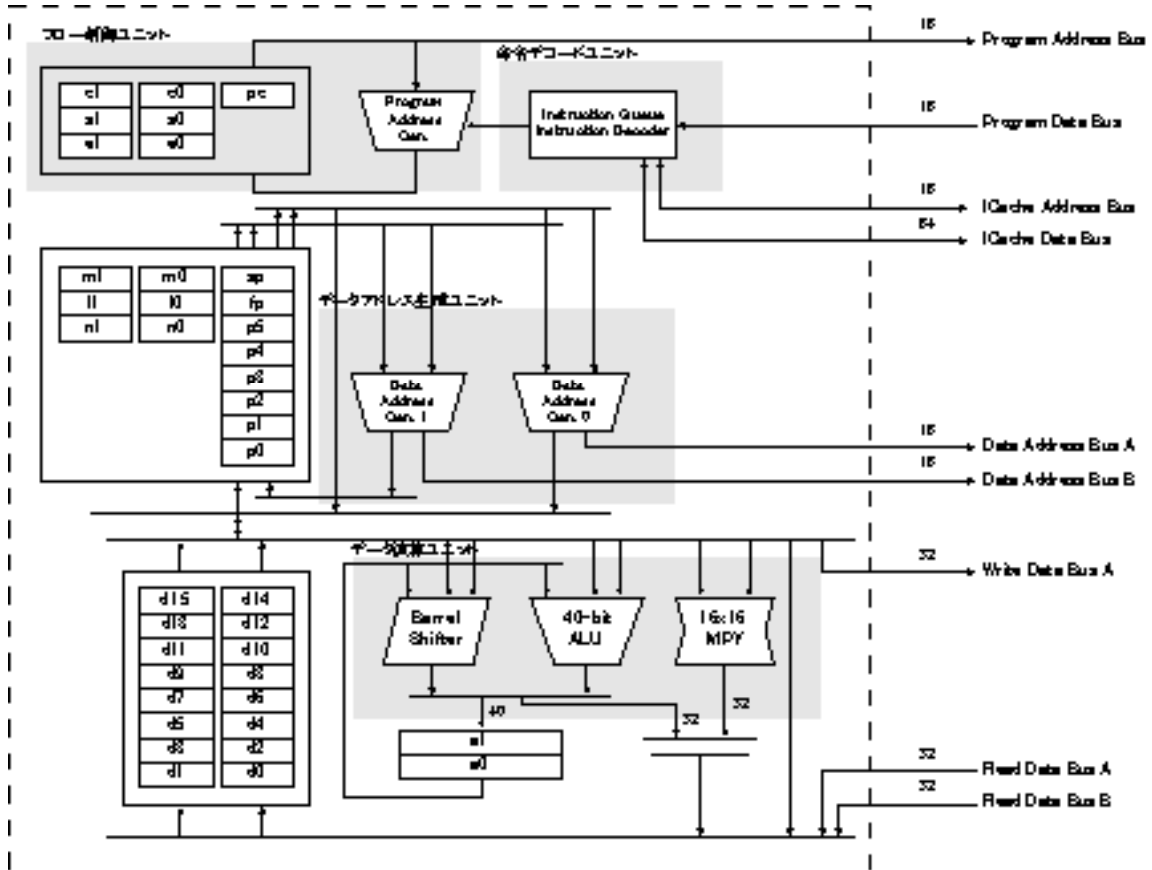 フロー制御ユニット
16
Program Address Bus
命令デコードユニット
c1
c0
pc
Program
Address
Gen.
Instruction Queue
Instruction Decoder
16
Program Data Bus
16
ICache Address Bus
64
ICache Data Bus
m1
m0
sp
l1
l0
fp
n1
n0
p5
p4
p3
p2
p1
p0
データアドレス生成ユニット
Data
Address
Gen. 1
Data
Address
Gen. 0
16
Data Address Bus A
16
Data Address Bus B
データ演算ユニット
32
Write Data Bus A
d15
d14
d13
d12
d11
d10
d9
d8
d7
d6
d5
d4
d3
d2
d1
d0
Barrel
Shifter
40-bit
ALU
16x16
MPY
40
32
32
a1
a0
32
Read Data Bus A
32
Read Data Bus B